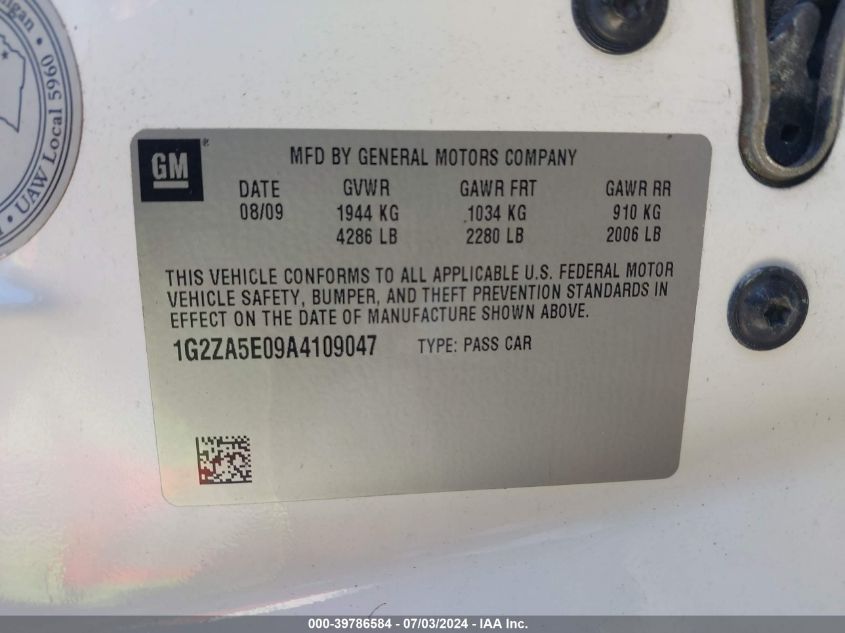 igan
UAW Local 5960
GM
®
MFD BY GENERAL MOTORS COMPANY
DATE GVWR GAWR FRT GAWR RR
08/09 1944 KG 1034 KG 910 KG
4286 LB 2280 LB 2006 LB
THIS VEHICLE CONFORMS TO ALL APPLICABLE U.S. FEDERAL MOTOR
VEHICLE SAFETY, BUMPER, AND THEFT PREVENTION STANDARDS IN
EFFECT ON THE DATE OF MANUFACTURE SHOWN ABOVE.
1G2ZA5E09A4109047 TYPE: PASS CAR
000-39786584 - 07/03/2024 - IAA Inc.